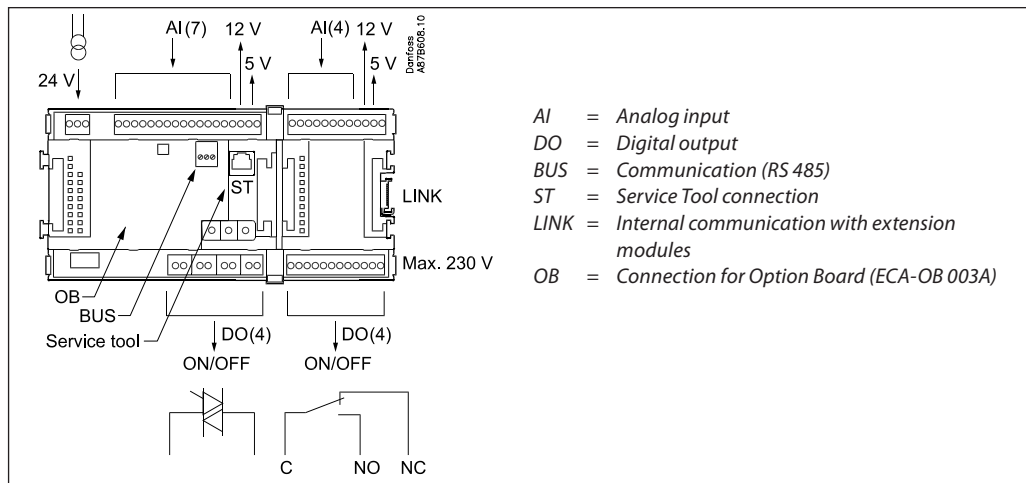 AI(7)
12 V
AI(4)
12 V
Danfoss
A87B608.10
24 V
5 V
5 V
ST
LINK
Max. 230 V
OB
BUS
Service tool
DO(4)
DO(4)
ON/OFF
ON/OFF
C
NO
NC
AI = Analog input
DO = Digital output
BUS = Communication (RS 485)
ST = Service Tool connection
LINK = Internal communication with extension
modules
OB = Connection for Option Board (ECA-OB 003A)